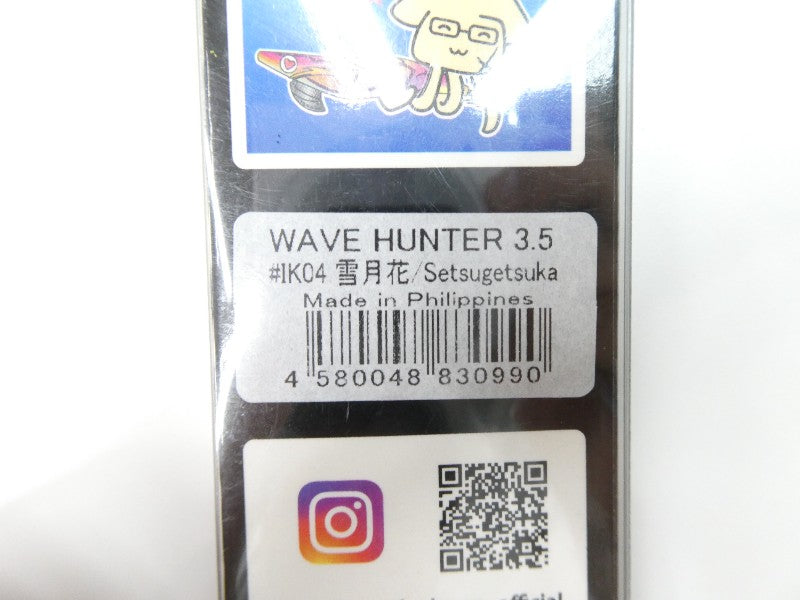 WAVE HUNTER 3.5
#IK04 雪月花/Setsugetsuka
Made in Philippines
4 580048 830990